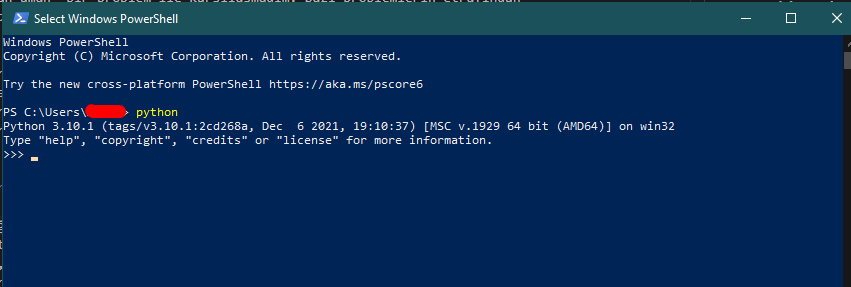 Select Windows PowerShell
Windows PowerShell
Copyright (C) Microsoft Corporation. All rights reserved.
Try the new cross-platform PowerShell https://aka.ms/pscore6
PS C:\Users\> python
Python 3.10.1 (tags/v3.10.1:2cd268a, Dec  6 2021, 19:10:37) [MSC v.1929 64 bit (AMD64)] on win32
Type "help", "copyright", "credits" or "license" for more information.
>>>